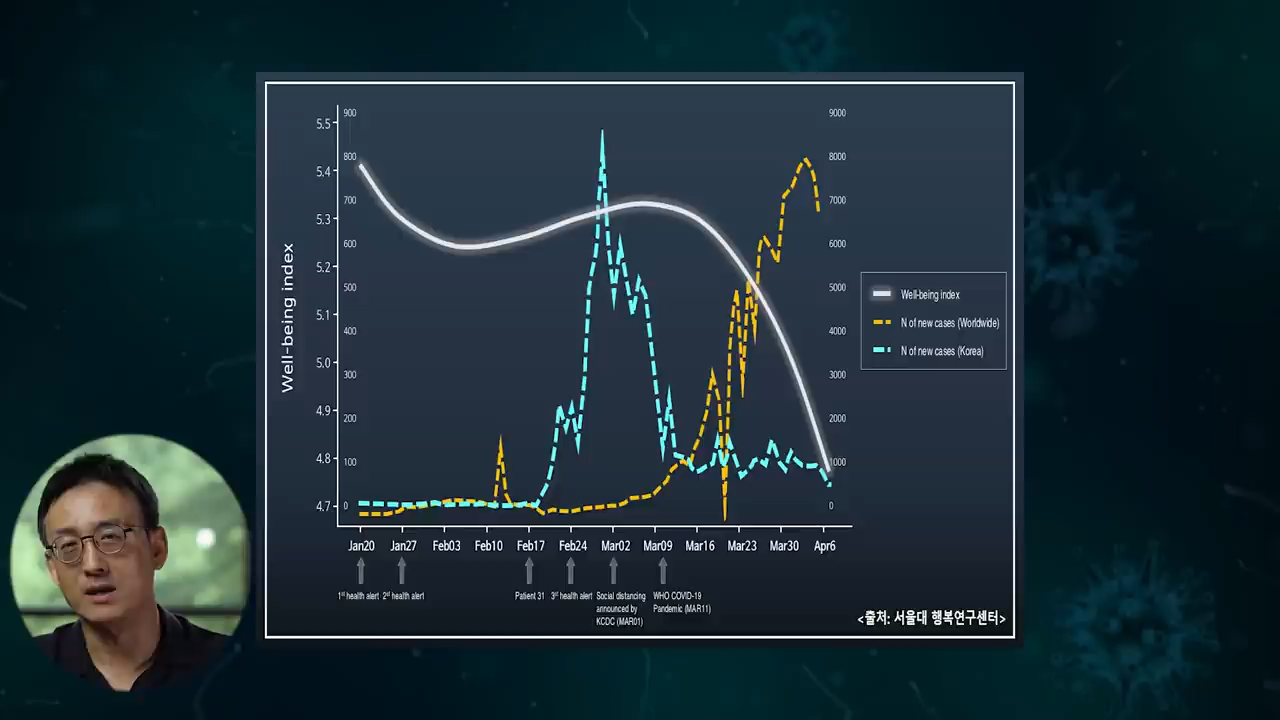 Well-being index
5.5
5.4
5.3
5.2
5.1
5.0
4.9
4.8
4.7
900
800
700
600
500
400
300
200
100
0
9000
8000
7000
6000
5000
4000
3000
2000
1000
0
Well-being index
N of new cases (Worldwide)
N of new cases (Korea)
Jan20 Jan27 Feb03 Feb10 Feb17 Feb24 Mar02 Mar09 Mar16 Mar23 Mar30 Apr6
1st health alert
2nd health alert
Patient 31
3rd health alert
Social distancing
announced by
KCDC (MAR01)
WHO COVID-19
Pandemic (MAR11)
<출처: 서울대 행복연구센터>